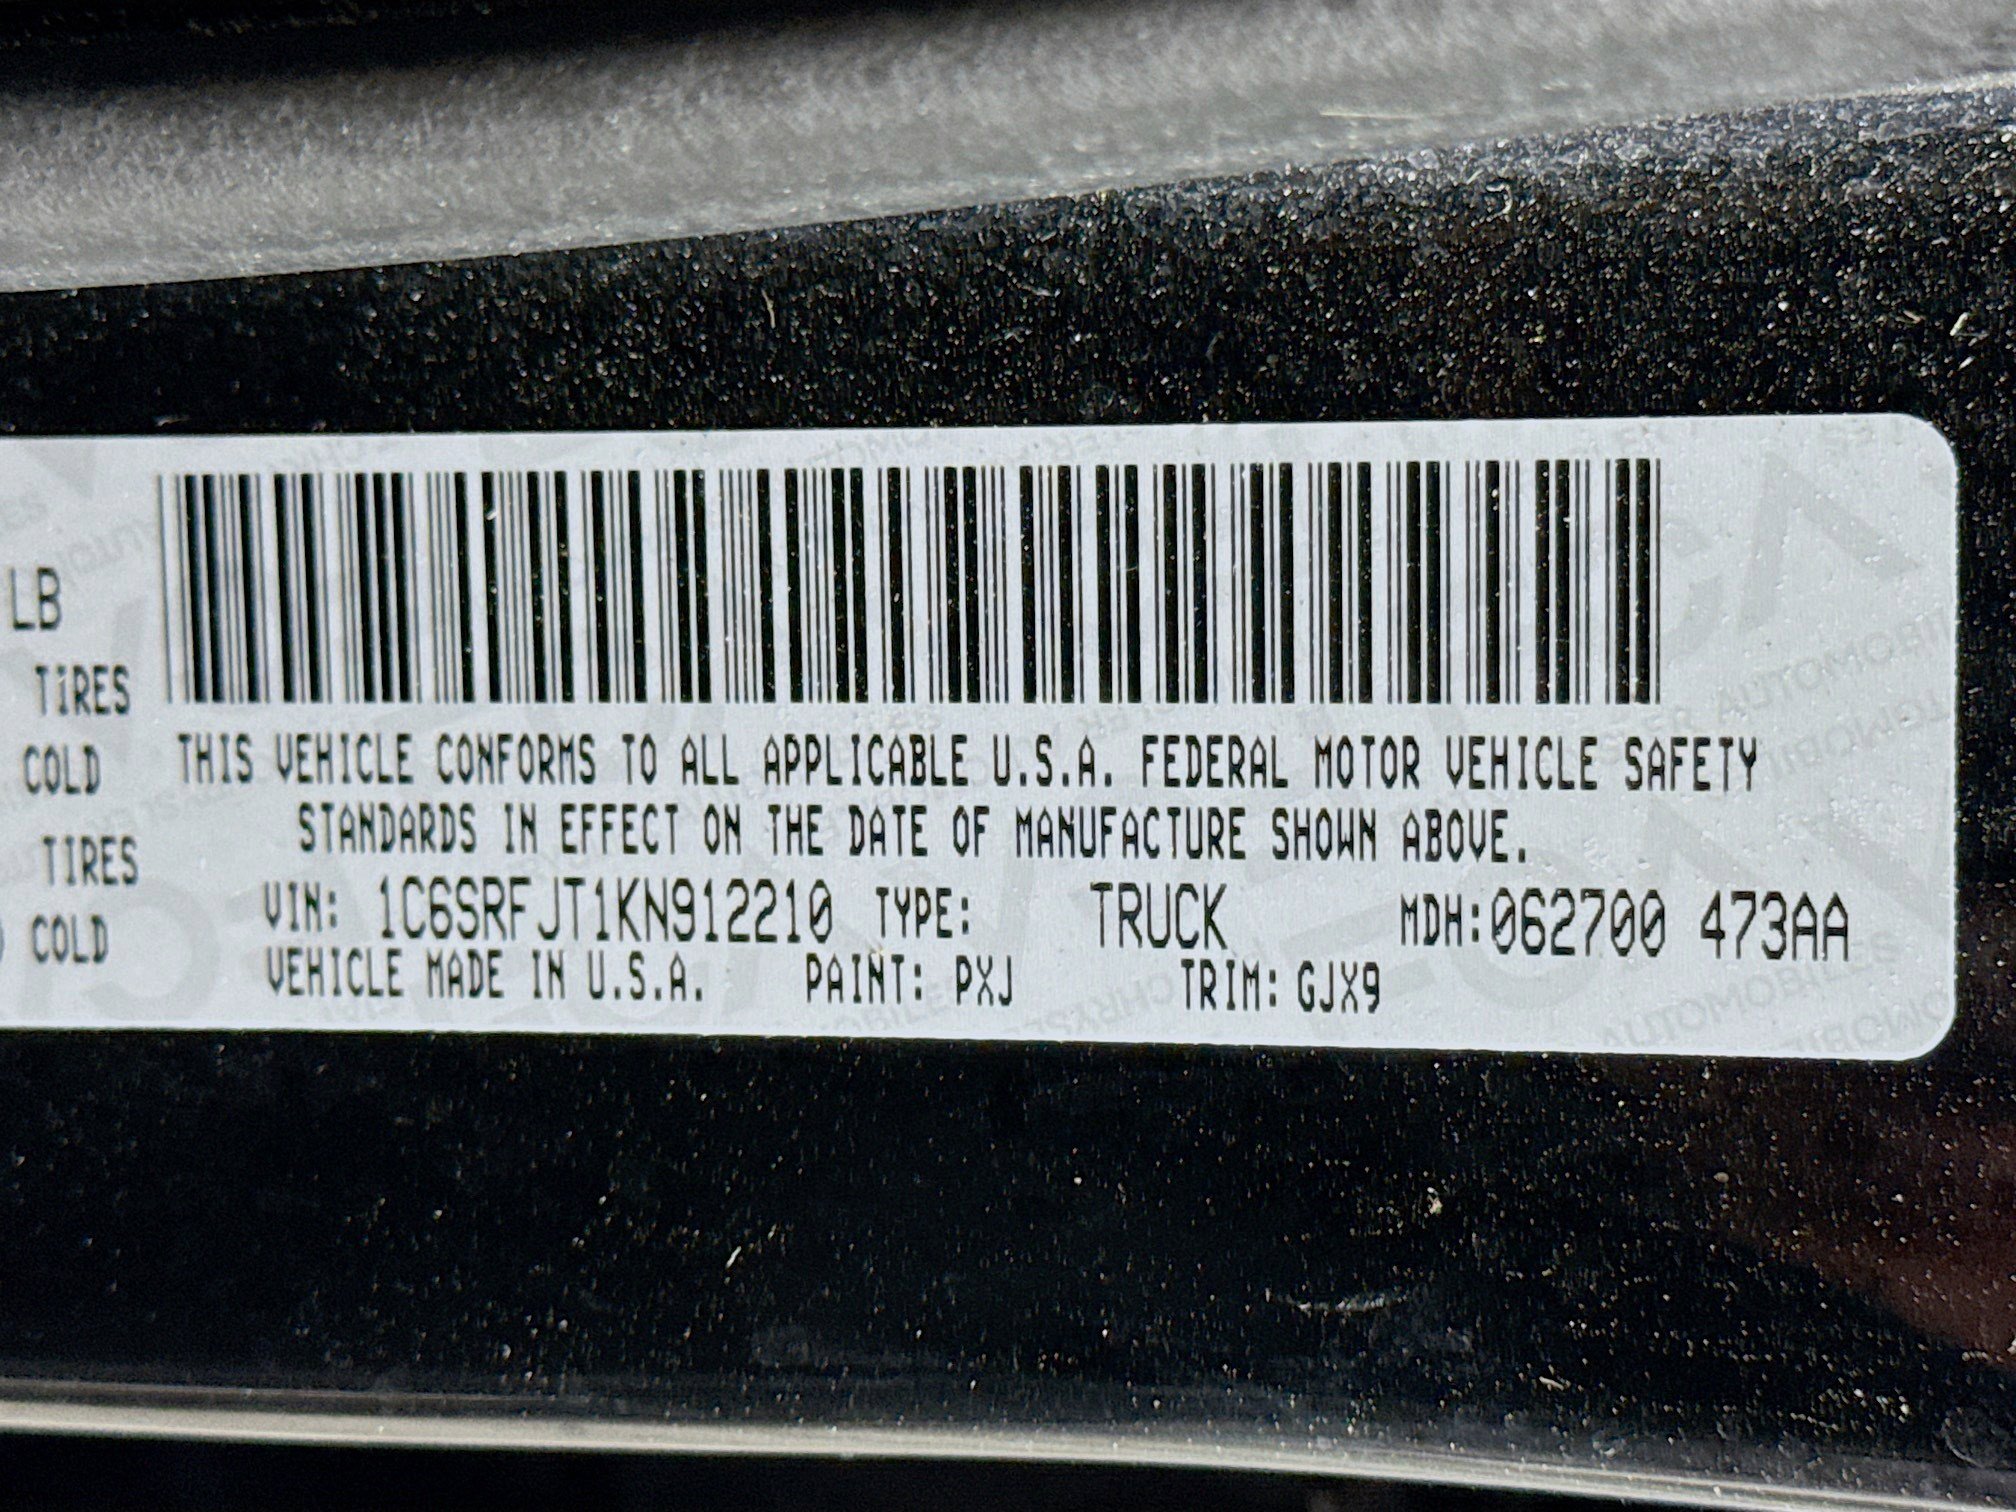 LB
TIRES
COLD
TIRES
COLD
THIS VEHICLE CONFORMS TO ALL APPLICABLE U.S.A. FEDERAL MOTOR VEHICLE SAFETY
STANDARDS IN EFFECT ON THE DATE OF MANUFACTURE SHOWN ABOVE.
VIN: 1C6SRFJT1KN912210 TYPE: TRUCK MDH:062700 473AA
VEHICLE MADE IN U.S.A. PAINT: PXJ TRIM: GJX9